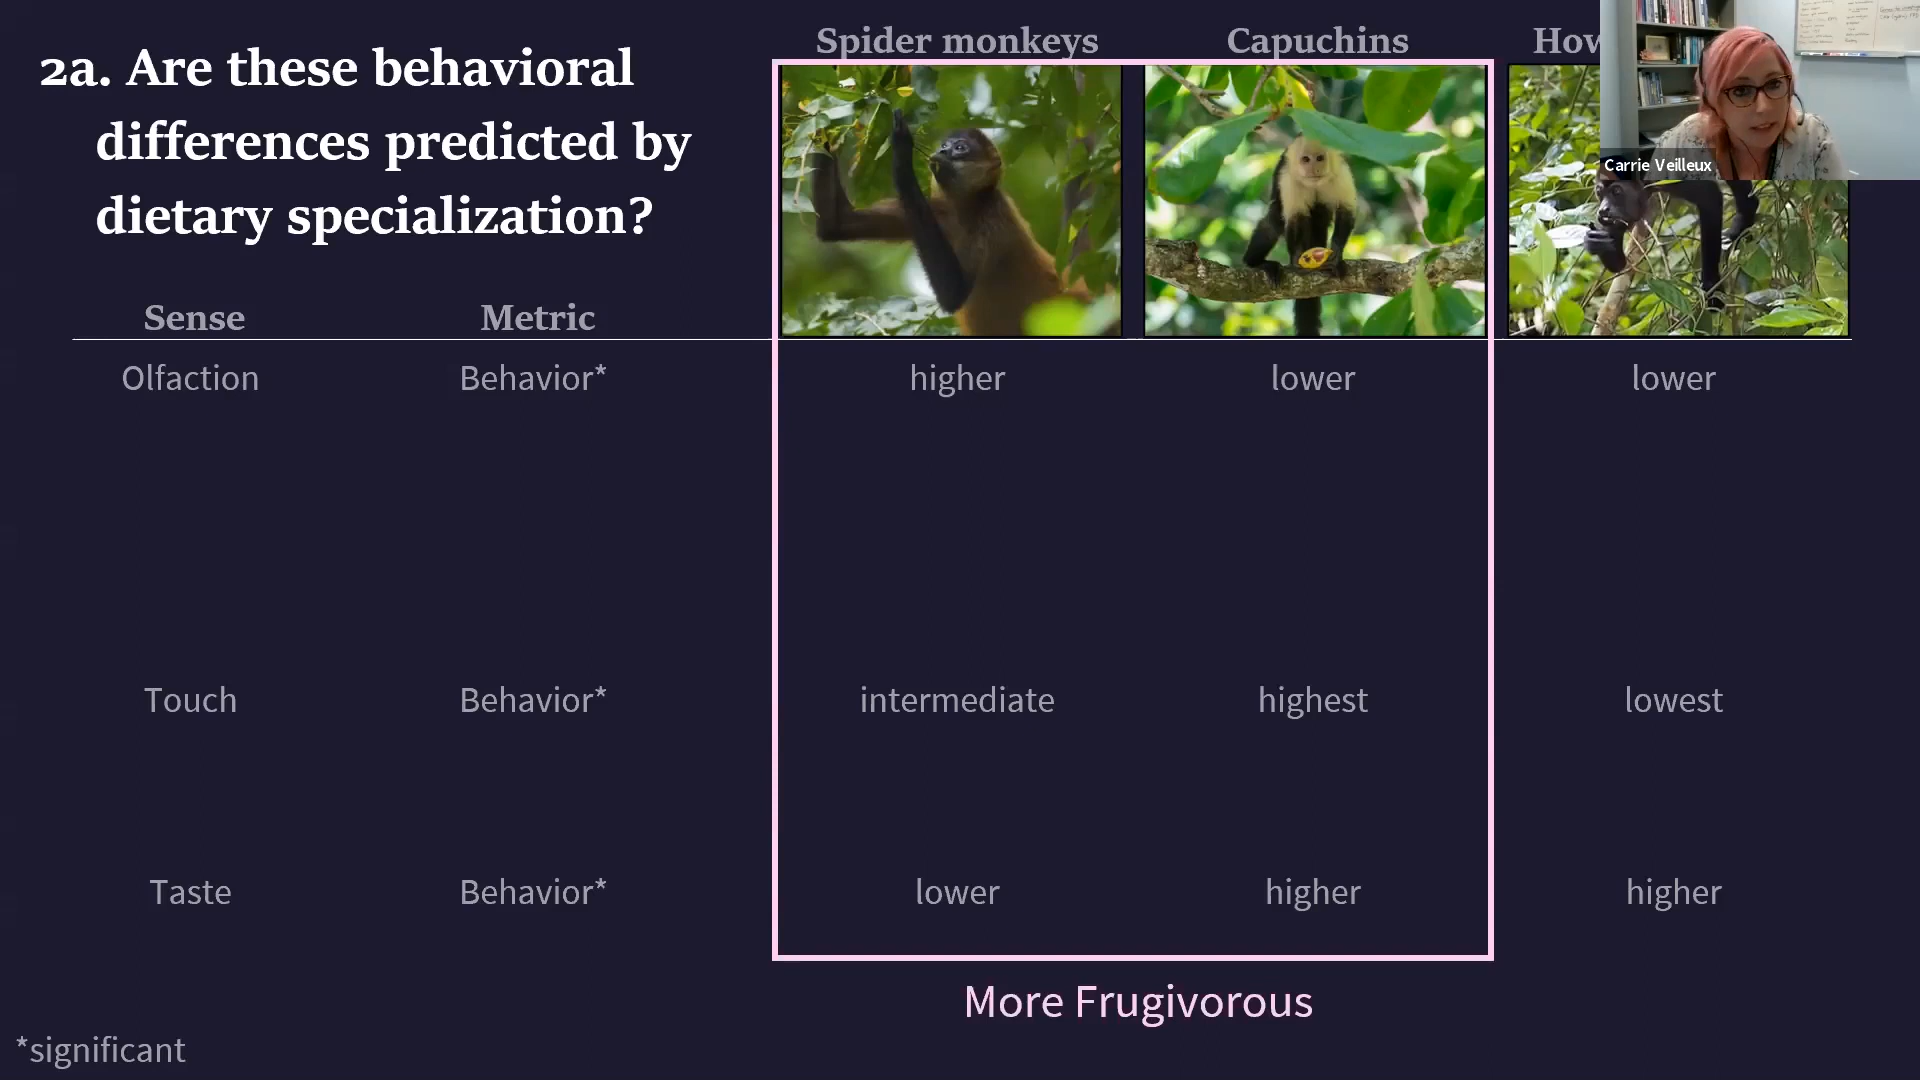 2a. Are these behavioral
differences predicted by
dietary specialization?
Spider monkeys
Capuchins
Carrie Veilleux
Sense
Metric
Olfaction
Behavior*
higher
lower
lower
Touch
Behavior*
intermediate
highest
lowest
Taste
Behavior*
lower
higher
higher
More Frugivorous
*significant